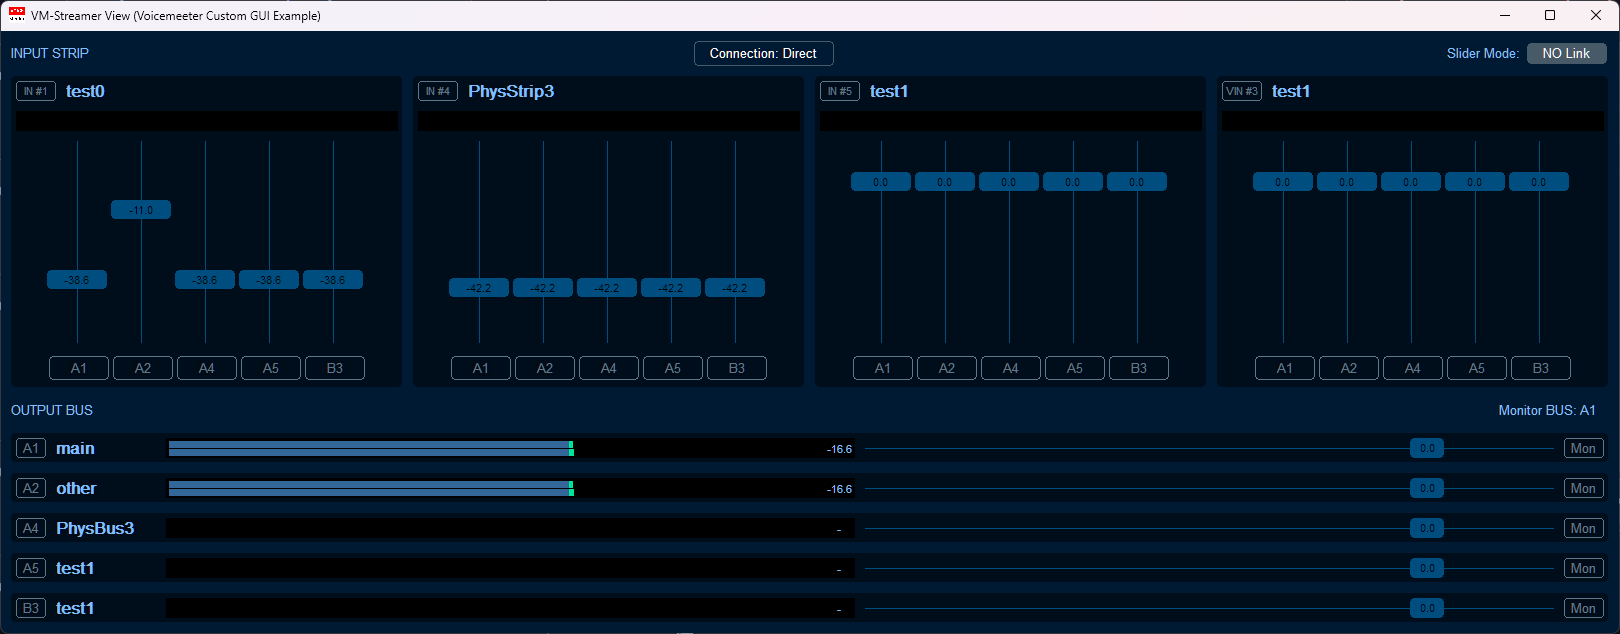 VM-Streamer View (Voicemeeter Custom GUI Example)
INPUT STRIP
Connection: Direct
Slider Mode: NO Link
IN #1 test0
-11.0
-38.6 -38.6 -38.6 -38.6
A1 A2 A4 A5 B3
IN #4 PhysStrip3
-42.2 -42.2 -42.2 -42.2 -42.2
A1 A2 A4 A5 B3
IN #5 test1
0.0 0.0 0.0 0.0 0.0
A1 A2 A4 A5 B3
VIN #3 test1
0.0 0.0 0.0 0.0 0.0
A1 A2 A4 A5 B3
OUTPUT BUS
Monitor BUS: A1
A1 main -16.6 0.0 Mon
A2 other -16.6 0.0 Mon
A4 PhysBus3 - 0.0 Mon
A5 test1 - 0.0 Mon
B3 test1 - 0.0 Mon